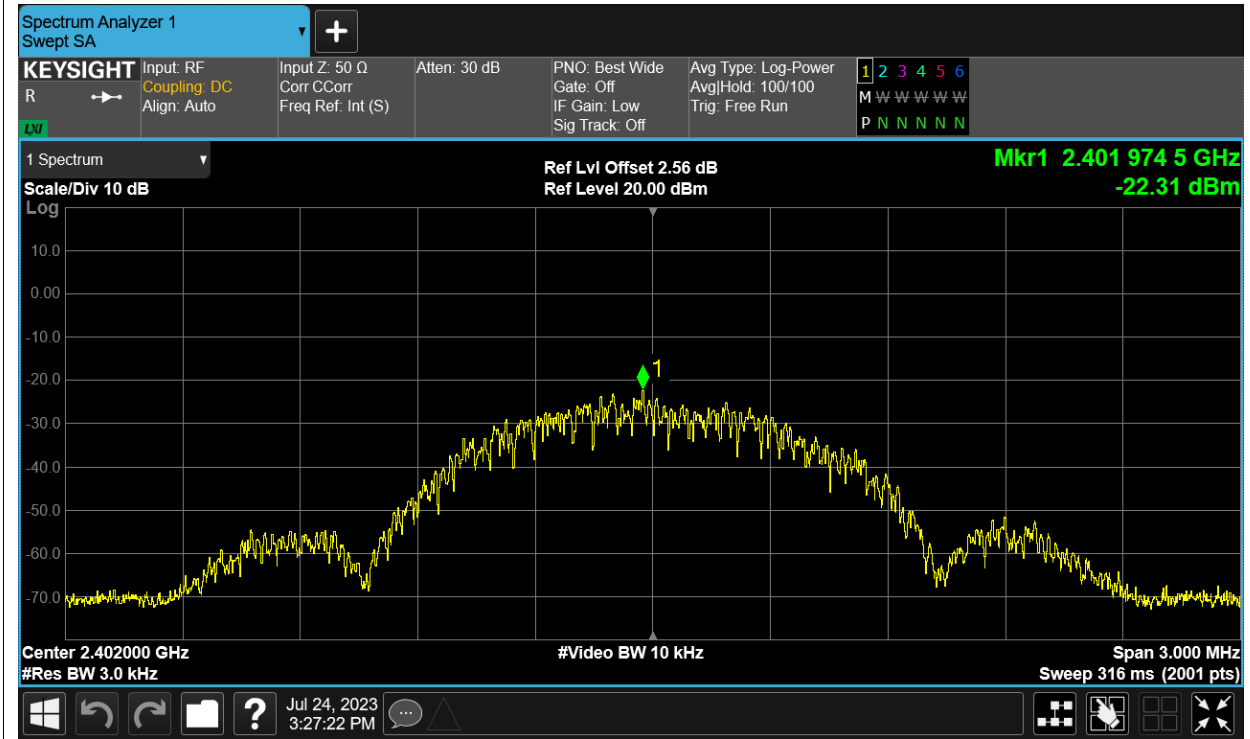 Spectrum Analyzer 1
Swept SA
KEYSIGHT
R
LXI
Input: RF
Coupling: DC
Align: Auto
Input Z: 50 Ω
Corr CCorr
Freq Ref: Int (S)
Atten: 30 dB
PNO: Best Wide
Gate: Off
IF Gain: Low
Sig Track: Off
Avg Type: Log-Power
Avg|Hold: 100/100
Trig: Free Run
1 2 3 4 5 6
M W W W W W
P N N N N N
1 Spectrum
Scale/Div 10 dB
Log
Ref Lvl Offset 2.56 dB
Ref Level 20.00 dBm
Mkr1 2.401 974 5 GHz
-22.31 dBm
10.0
0.00
-10.0
-20.0
-30.0
-40.0
-50.0
-60.0
-70.0
1
Center 2.402000 GHz
#Res BW 3.0 kHz
#Video BW 10 kHz
Span 3.000 MHz
Sweep 316 ms (2001 pts)
?
Jul 24, 2023
3:27:22 PM